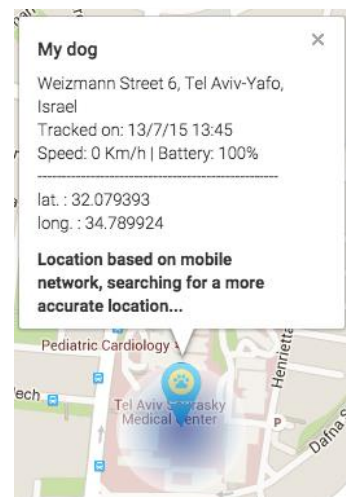 My dog
Weizmann Street 6, Tel Aviv-Yafo,
Israel
Tracked on: 13/7/15 13:45
Speed: 0 Km/h | Battery: 100%
--------------------------------------------------
lat. : 32.079393
long. : 34.789924
Location based on mobile
network, searching for a more
accurate location...
Pediatric Cardiology
Henrietta
Tel Aviv
Medical
P
Dafna S